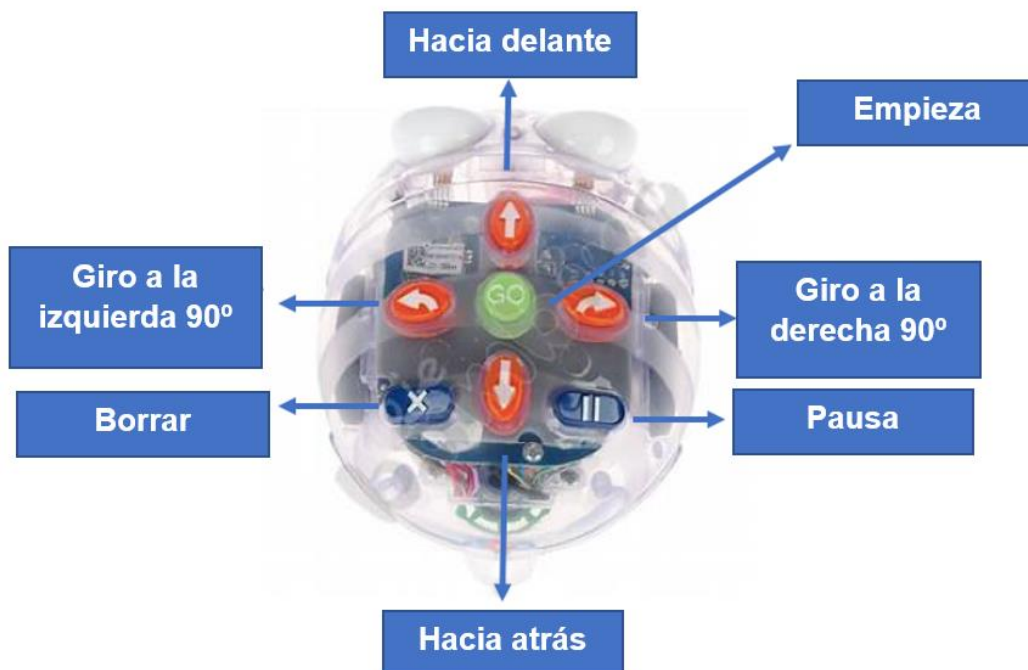 Hacia delante
Empieza
Giro a la
izquierda 90º
GO
Giro a la
derecha 90º
Borrar
Pausa
Hacia atrás